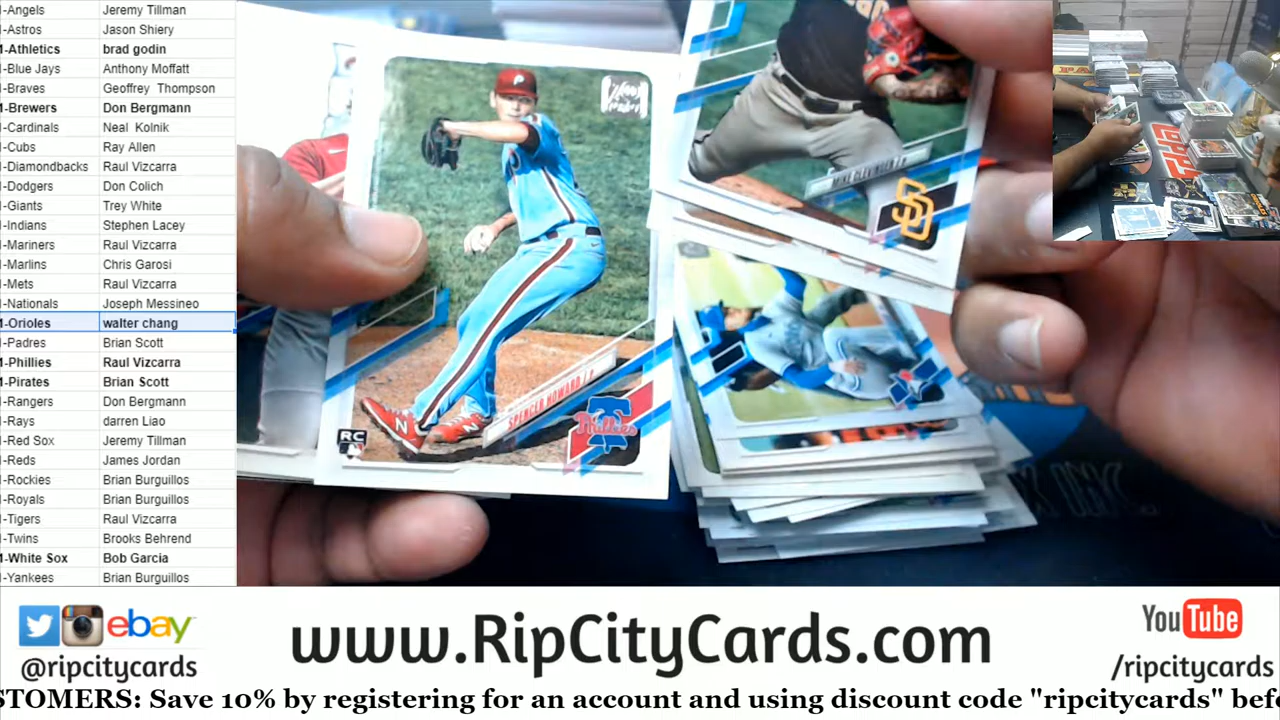 -Angels Jeremy Tillman
-Astros Jason Shiery
-Athletics brad godin
-Blue Jays Anthony Moffatt
-Braves Geoffrey Thompson
-Brewers Don Bergmann
-Cardinals Neal Kolnik
-Cubs Ray Allen
-Diamondbacks Raul Vizcarra
-Dodgers Don Colich
-Giants Trey White
-Indians Stephen Lacey
-Mariners Raul Vizcarra
-Marlins Chris Garosi
-Mets Raul Vizcarra
-Nationals Joseph Messineo
-Orioles walter chang
-Padres Brian Scott
-Phillies Raul Vizcarra
-Pirates Brian Scott
-Rangers Don Bergmann
-Rays darren Liao
-Red Sox Jeremy Tillman
-Reds James Jordan
-Rockies Brian Burguillos
-Royals Brian Burguillos
-Tigers Raul Vizcarra
-Twins Brooks Behrend
-White Sox Bob Garcia
-Yankees Brian Burguillos
P
SPENCER HOWARD / P
Phillies
RC
N N
MIKE CLEVINGER / P
SD
TOPPS
ebay
@ripcitycards
www.RipCityCards.com
YouTube
/ripcitycards
STOMERS: Save 10% by registering for an account and using discount code "ripcitycards" befo